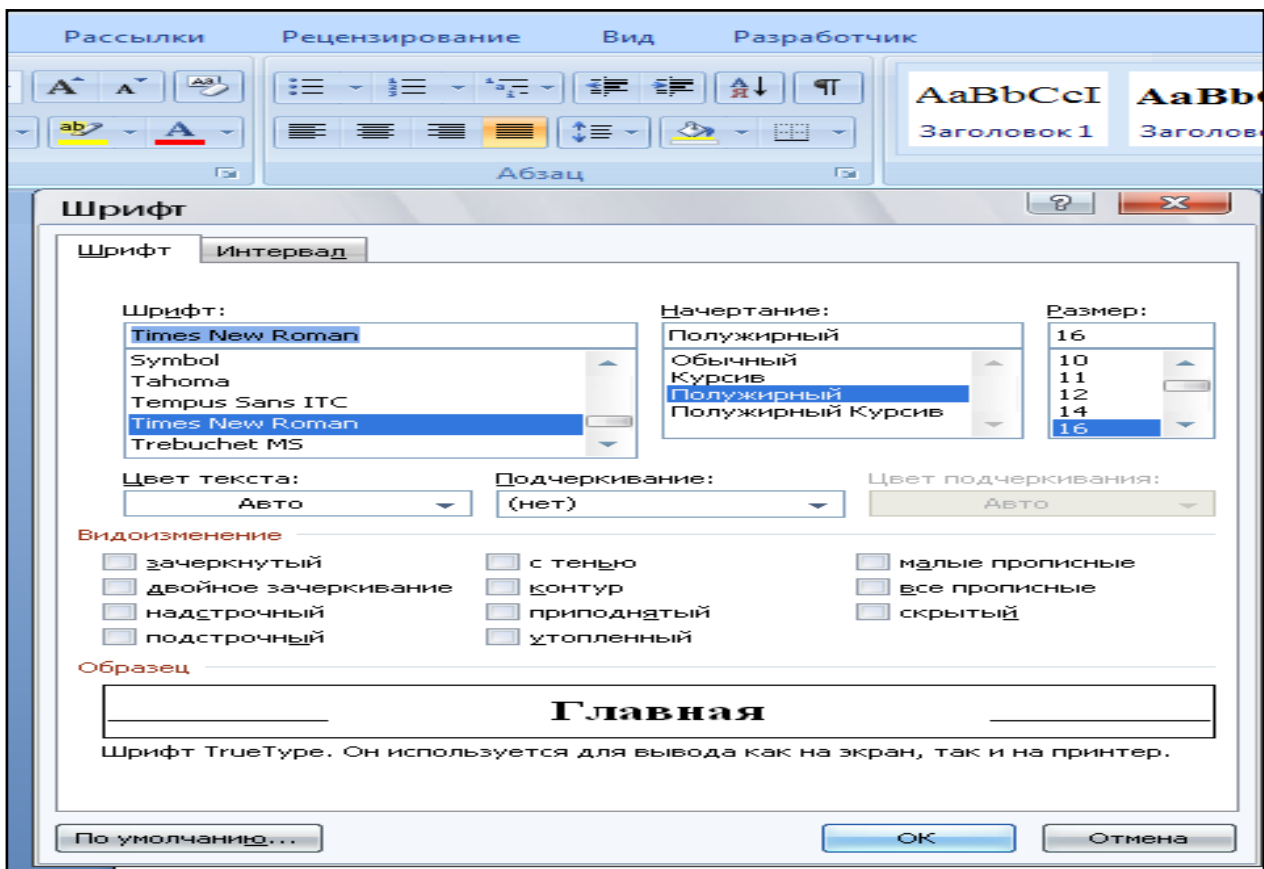 Рассылки Рецензирование Вид Разработчик
AaBbCcI AaBb
Заголовок 1 Заголов
Абзац
Шрифт
Шрифт Интервал
Шрифт: Начертание: Размер:
Times New Roman Полужирный 16
Symbol Обычный 10
Tahoma Курсив 11
Tempus Sans ITC Полужирный 12
Times New Roman Полужирный Курсив 14
Trebuchet MS 16
Цвет текста: Подчеркивание: Цвет подчеркивания:
Авто (нет) Авто
Видоизменение
зачеркнутый с тенью малые прописные
двойное зачеркивание контур все прописные
надстрочный приподнятый скрытый
подстрочный утопленный
Образец
Главная
Шрифт TrueType. Он используется для вывода как на экран, так и на принтер.
По умолчанию... ОК Отмена